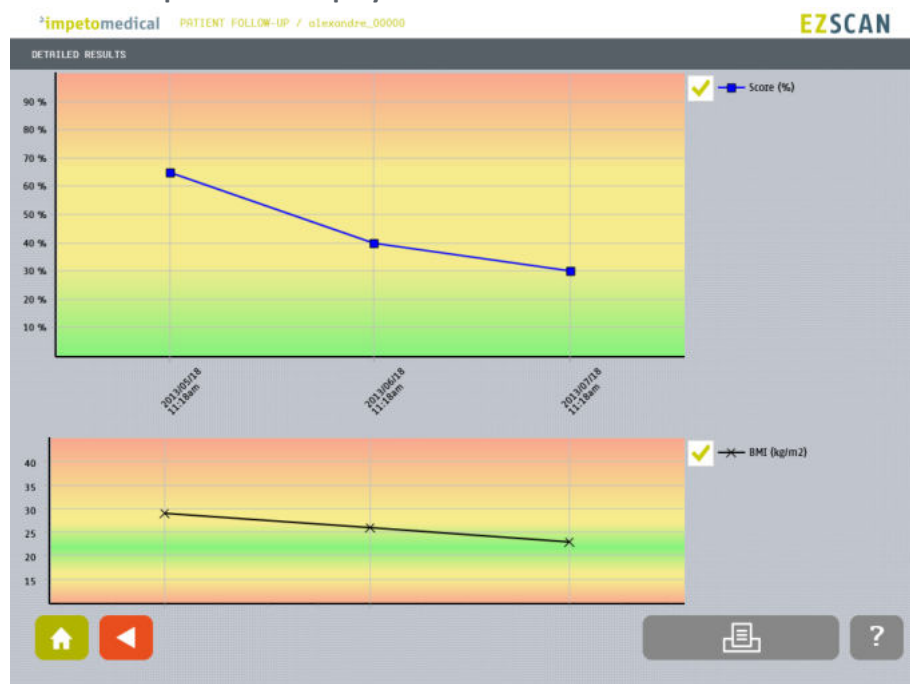 impetomedical PATIENT FOLLOW-UP / alexandre_00000 EZSCAN
DETAILED RESULTS
90 %
80 %
70 %
60 %
50 %
40 %
30 %
20 %
10 %
Score (%)
2013/05/18
11:18am
2013/06/18
11:18am
2013/07/18
11:18am
40
35
30
25
20
15
BMI (kg/m2)
?